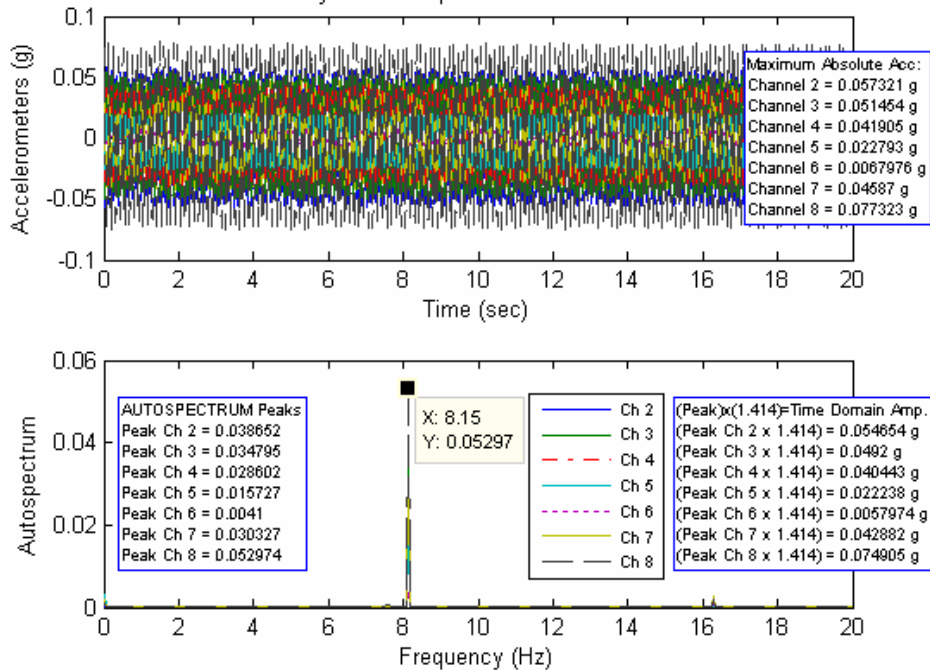 0.1
0.05
0
-0.05
-0.1
Accelerometers (g)
0 2 4 6 8 10 12 14 16 18 20
Time (sec)
Maximum Absolute Acc:
Channel 2 = 0.057321 g
Channel 3 = 0.051454 g
Channel 4 = 0.041905 g
Channel 5 = 0.022793 g
Channel 6 = 0.0067976 g
Channel 7 = 0.04587 g
Channel 8 = 0.077323 g
0.06
0.04
0.02
0
Autospectrum
AUTOSPECTRUM Peaks
Peak Ch 2 = 0.038652
Peak Ch 3 = 0.034795
Peak Ch 4 = 0.028602
Peak Ch 5 = 0.015727
Peak Ch 6 = 0.0041
Peak Ch 7 = 0.030327
Peak Ch 8 = 0.052974
X: 8.15
Y: 0.05297
Ch 2
Ch 3
Ch 4
Ch 5
Ch 6
Ch 7
Ch 8
(Peak)x(1.414)=Time Domain Amp.
(Peak Ch 2 x 1.414) = 0.054654 g
(Peak Ch 3 x 1.414) = 0.0492 g
(Peak Ch 4 x 1.414) = 0.040443 g
(Peak Ch 5 x 1.414) = 0.022238 g
(Peak Ch 6 x 1.414) = 0.0057974 g
(Peak Ch 7 x 1.414) = 0.042882 g
(Peak Ch 8 x 1.414) = 0.074905 g
0 2 4 6 8 10 12 14 16 18 20
Frequency (Hz)